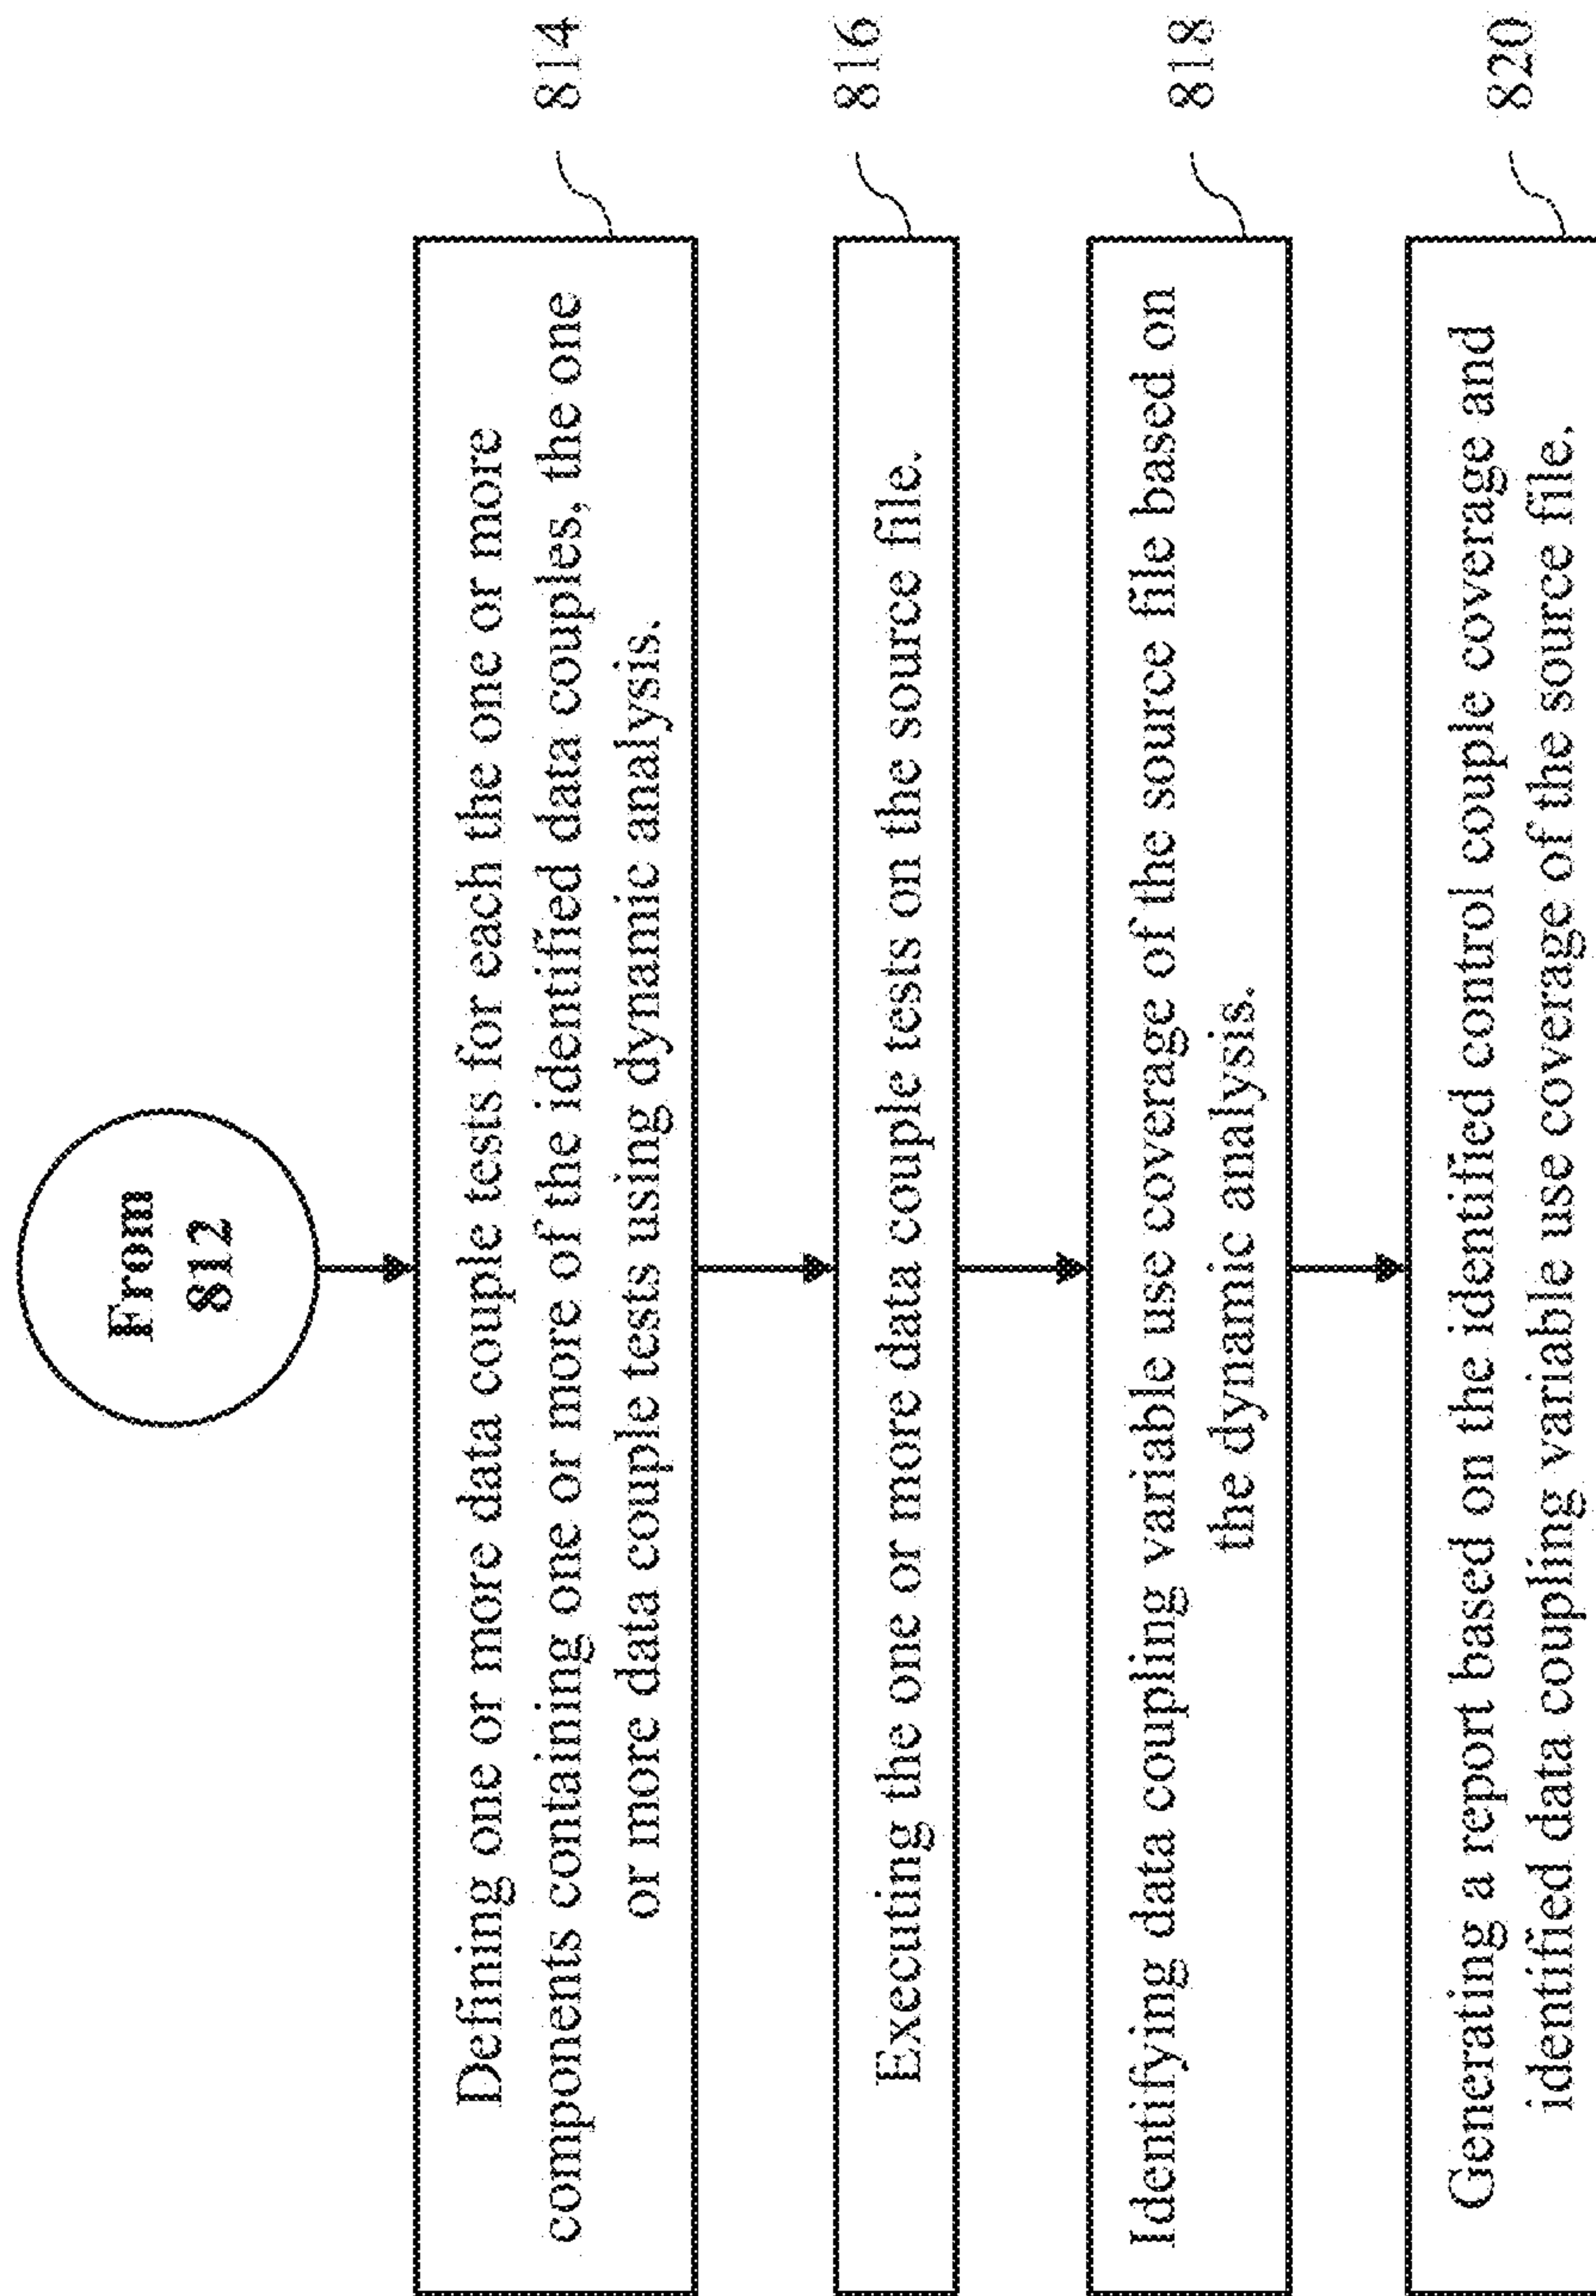 From
812
814
Defining one or more data couple tests for each the one or more
components containing one or more of the identified data couples, the one
or more data couple tests using dynamic analysis.
816
Executing the one or more data couple tests on the source file.
818
Identifying data coupling variable use coverage of the source file based on
the dynamic analysis.
820
Generating a report based on the identified control couple coverage and
identified data coupling variable use coverage of the source file.